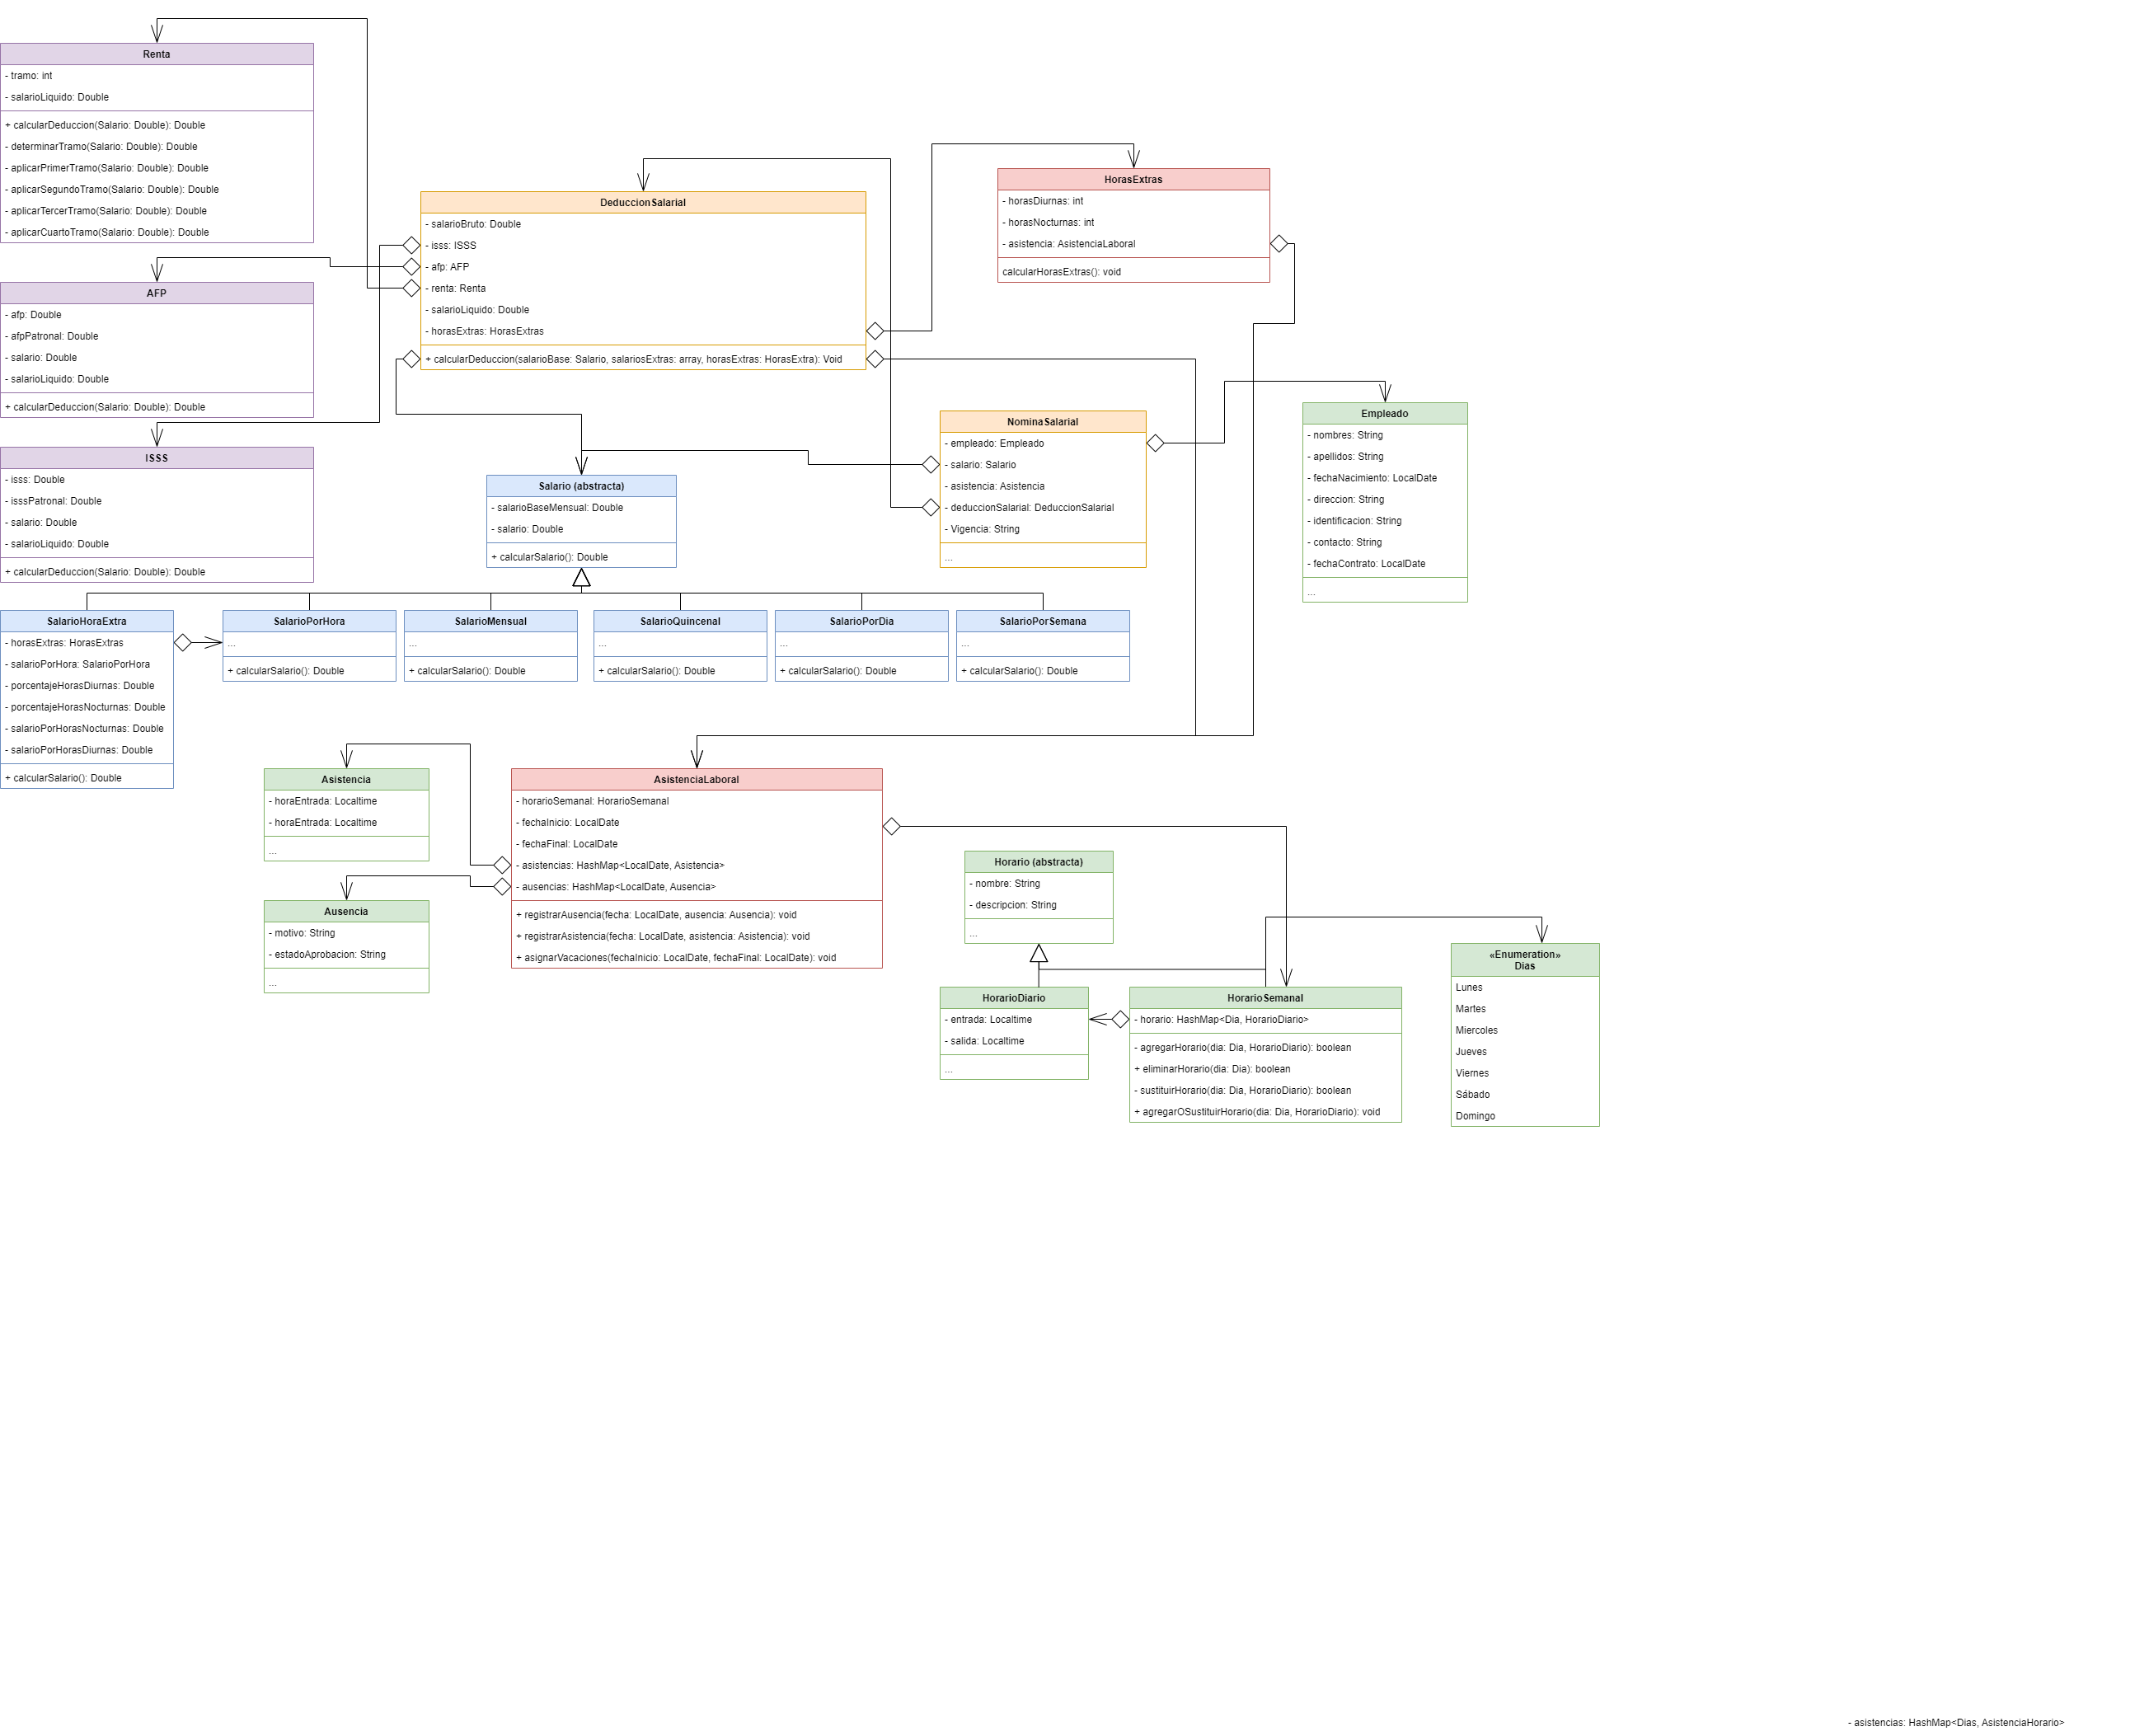 Renta
- tramo: int
- salarioLiquido: Double
+ calcularDeduccion(Salario: Double): Double
- determinarTramo(Salario: Double): Double
- aplicarPrimerTramo(Salario: Double): Double
- aplicarSegundoTramo(Salario: Double): Double
- aplicarTercerTramo(Salario: Double): Double
- aplicarCuartoTramo(Salario: Double): Double
AFP
- afp: Double
- afpPatronal: Double
- salario: Double
- salarioLiquido: Double
+ calcularDeduccion(Salario: Double): Double
ISSS
- isss: Double
- isssPatronal: Double
- salario: Double
- salarioLiquido: Double
+ calcularDeduccion(Salario: Double): Double
DeduccionSalarial
- salarioBruto: Double
- isss: ISSS
- afp: AFP
- renta: Renta
- salarioLiquido: Double
- horasExtras: HorasExtras
+ calcularDeduccion(salarioBase: Salario, salariosExtras: array, horasExtras: HorasExtra): Void
HorasExtras
- horasDiurnas: int
- horasNocturnas: int
- asistencia: AsistenciaLaboral
calcularHorasExtras(): void
NominaSalarial
- empleado: Empleado
- salario: Salario
- asistencia: Asistencia
- deduccionSalarial: DeduccionSalarial
- Vigencia: String
...
Empleado
- nombres: String
- apellidos: String
- fechaNacimiento: LocalDate
- direccion: String
- identificacion: String
- contacto: String
- fechaContrato: LocalDate
...
Salario (abstracta)
- salarioBaseMensual: Double
- salario: Double
+ calcularSalario(): Double
SalarioHoraExtra
- horasExtras: HorasExtras
- salarioPorHora: SalarioPorHora
- porcentajeHorasDiurnas: Double
- porcentajeHorasNocturnas: Double
- salarioPorHorasNocturnas: Double
- salarioPorHorasDiurnas: Double
+ calcularSalario(): Double
SalarioPorHora
...
+ calcularSalario(): Double
SalarioMensual
...
+ calcularSalario(): Double
SalarioQuincenal
...
+ calcularSalario(): Double
SalarioPorDia
...
+ calcularSalario(): Double
SalarioPorSemana
...
+ calcularSalario(): Double
Asistencia
- horaEntrada: Localtime
- horaEntrada: Localtime
...
Ausencia
- motivo: String
- estadoAprobacion: String
...
AsistenciaLaboral
- horarioSemanal: HorarioSemanal
- fechaInicio: LocalDate
- fechaFinal: LocalDate
- asistencias: HashMap<LocalDate, Asistencia>
- ausencias: HashMap<LocalDate, Ausencia>
+ registrarAusencia(fecha: LocalDate, ausencia: Ausencia): void
+ registrarAsistencia(fecha: LocalDate, asistencia: Asistencia): void
+ asignarVacaciones(fechaInicio: LocalDate, fechaFinal: LocalDate): void
Horario (abstracta)
- nombre: String
- descripcion: String
...
HorarioDiario
- entrada: Localtime
- salida: Localtime
...
HorarioSemanal
- horario: HashMap<Dia, HorarioDiario>
- agregarHorario(dia: Dia, HorarioDiario): boolean
+ eliminarHorario(dia: Dia): boolean
- sustituirHorario(dia: Dia, HorarioDiario): boolean
+ agregarOSustituirHorario(dia: Dia, HorarioDiario): void
«Enumeration»
Dias
Lunes
Martes
Miercoles
Jueves
Viernes
Sábado
Domingo
- asistencias: HashMap<Dias, AsistenciaHorario>